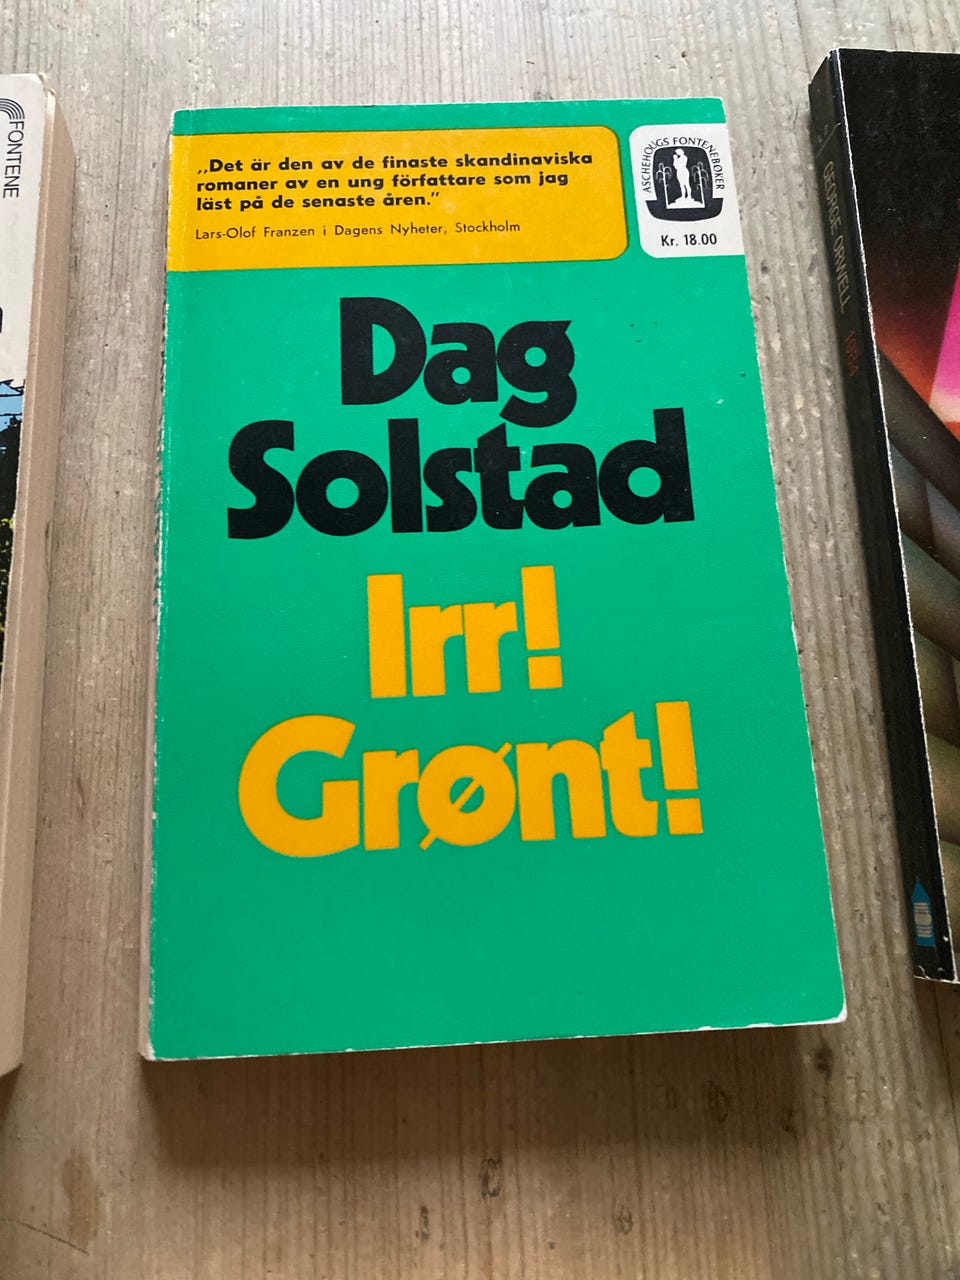 FONTENE
„Det är den av de finaste skandinaviska
romaner av en ung författare som jag
läst på de senaste åren.”
Lars-Olof Franzen i Dagens Nyheter, Stockholm
ASCHEHOUGS FONTENEBØKER
Kr. 18.00
Dag
Solstad
Irr!
Grønt!
GEORGE ORWELL 1984